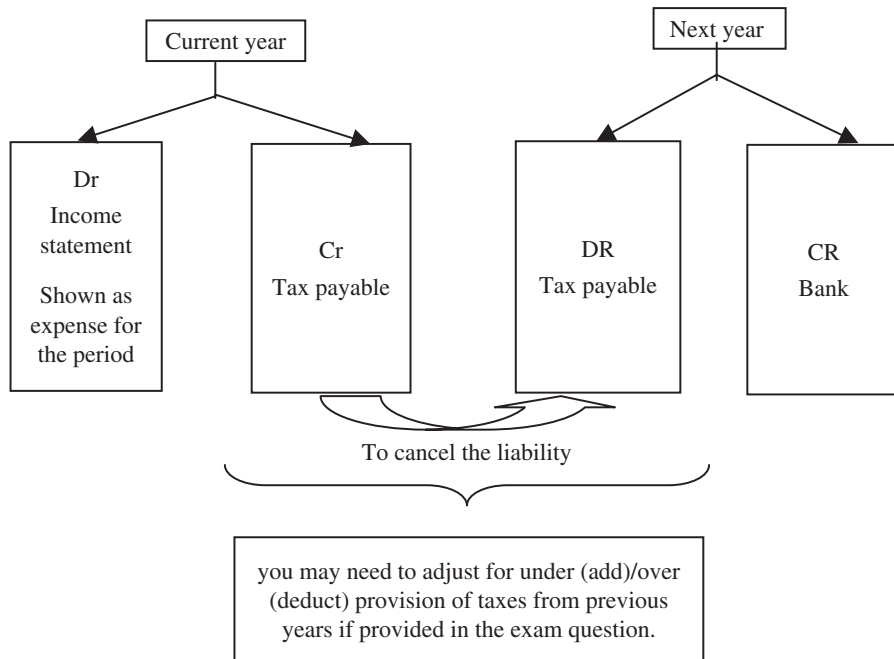 Current year
Next year
Dr
Income
statement
Shown as
expense for
the period
Cr
Tax payable
DR
Tax payable
CR
Bank
To cancel the liability
you may need to adjust for under (add)/over
(deduct) provision of taxes from previous
years if provided in the exam question.